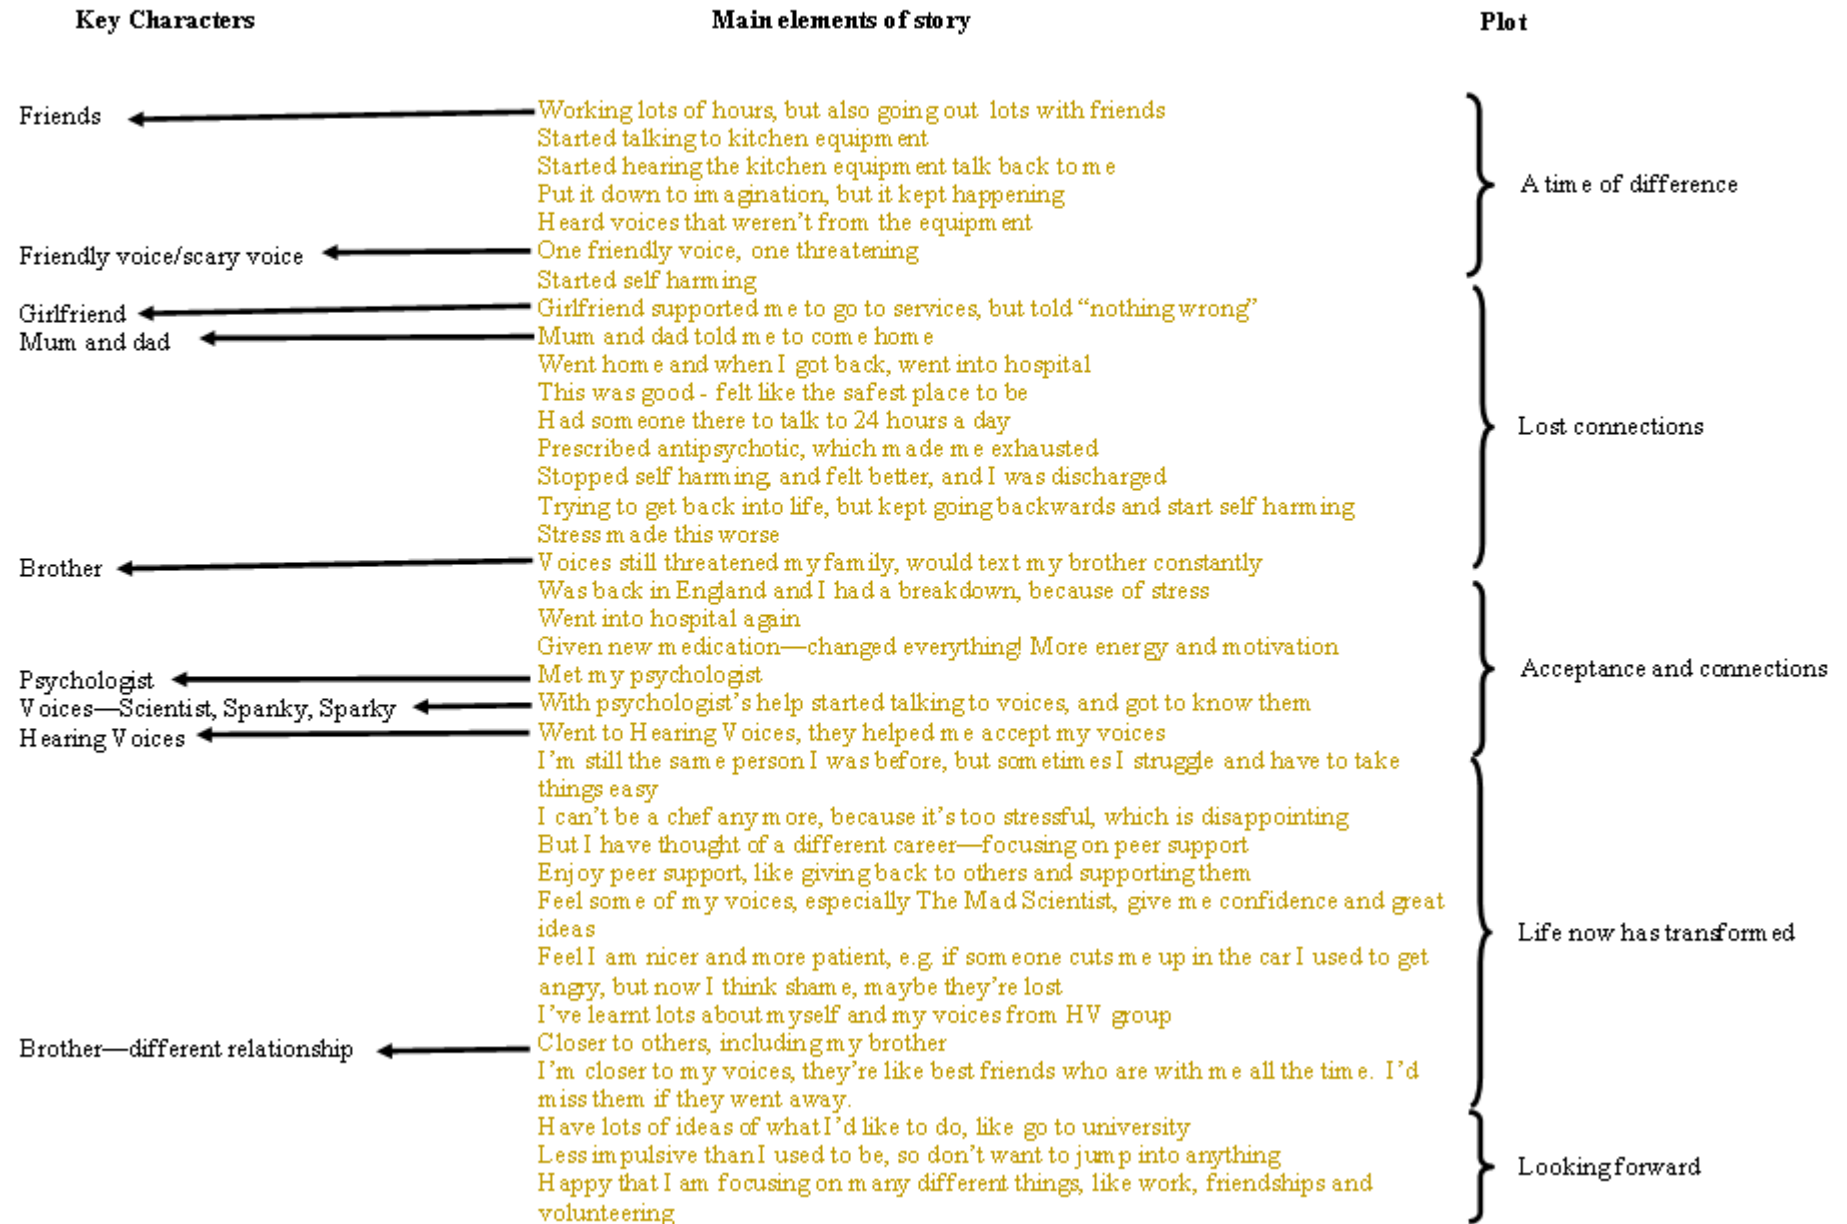 Key Characters Main elements of story Plot
Friends Working lots of hours, but also going out lots with friends
Started talking to kitchen equipment
Started hearing the kitchen equipment talk back to me
Put it down to imagination, but it kept happening A time of difference
Heard voices that weren't from the equipment
Friendly voice/scary voice One friendly voice, one threatening
Started self harming
Girlfriend Girlfriend supported me to go to services, but told “nothing wrong”
Mum and dad Mum and dad told me to come home
Went home and when I got back, went into hospital
This was good - felt like the safest place to be
Had someone there to talk to 24 hours a day Lost connections
Prescribed antipsychotic, which made me exhausted
Stopped self harming, and felt better, and I was discharged
Trying to get back into life, but kept going backwards and start self harming
Stress made this worse
Brother Voices still threatened my family, would text my brother constantly
Was back in England and I had a breakdown, because of stress
Went into hospital again
Given new medication—changed everything! More energy and motivation
Psychologist Met my psychologist Acceptance and connections
Voices—Scientist, Spanky, Sparky With psychologist's help started talking to voices, and got to know them
Hearing Voices Went to Hearing Voices, they helped me accept my voices
I'm still the same person I was before, but sometimes I struggle and have to take
things easy
I can't be a chef any more, because it's too stressful, which is disappointing
But I have thought of a different career—focusing on peer support
Enjoy peer support, like giving back to others and supporting them
Feel some of my voices, especially The Mad Scientist, give me confidence and great
ideas Life now has transformed
Feel I am nicer and more patient, e.g. if someone cuts me up in the car I used to get
angry, but now I think shame, maybe they're lost
I've learnt lots about myself and my voices from HV group
Brother—different relationship Closer to others, including my brother
I'm closer to my voices, they're like best friends who are with me all the time. I'd
miss them if they went away.
Have lots of ideas of what I'd like to do, like go to university
Less impulsive than I used to be, so don't want to jump into anything Looking forward
Happy that I am focusing on many different things, like work, friendships and
volunteering